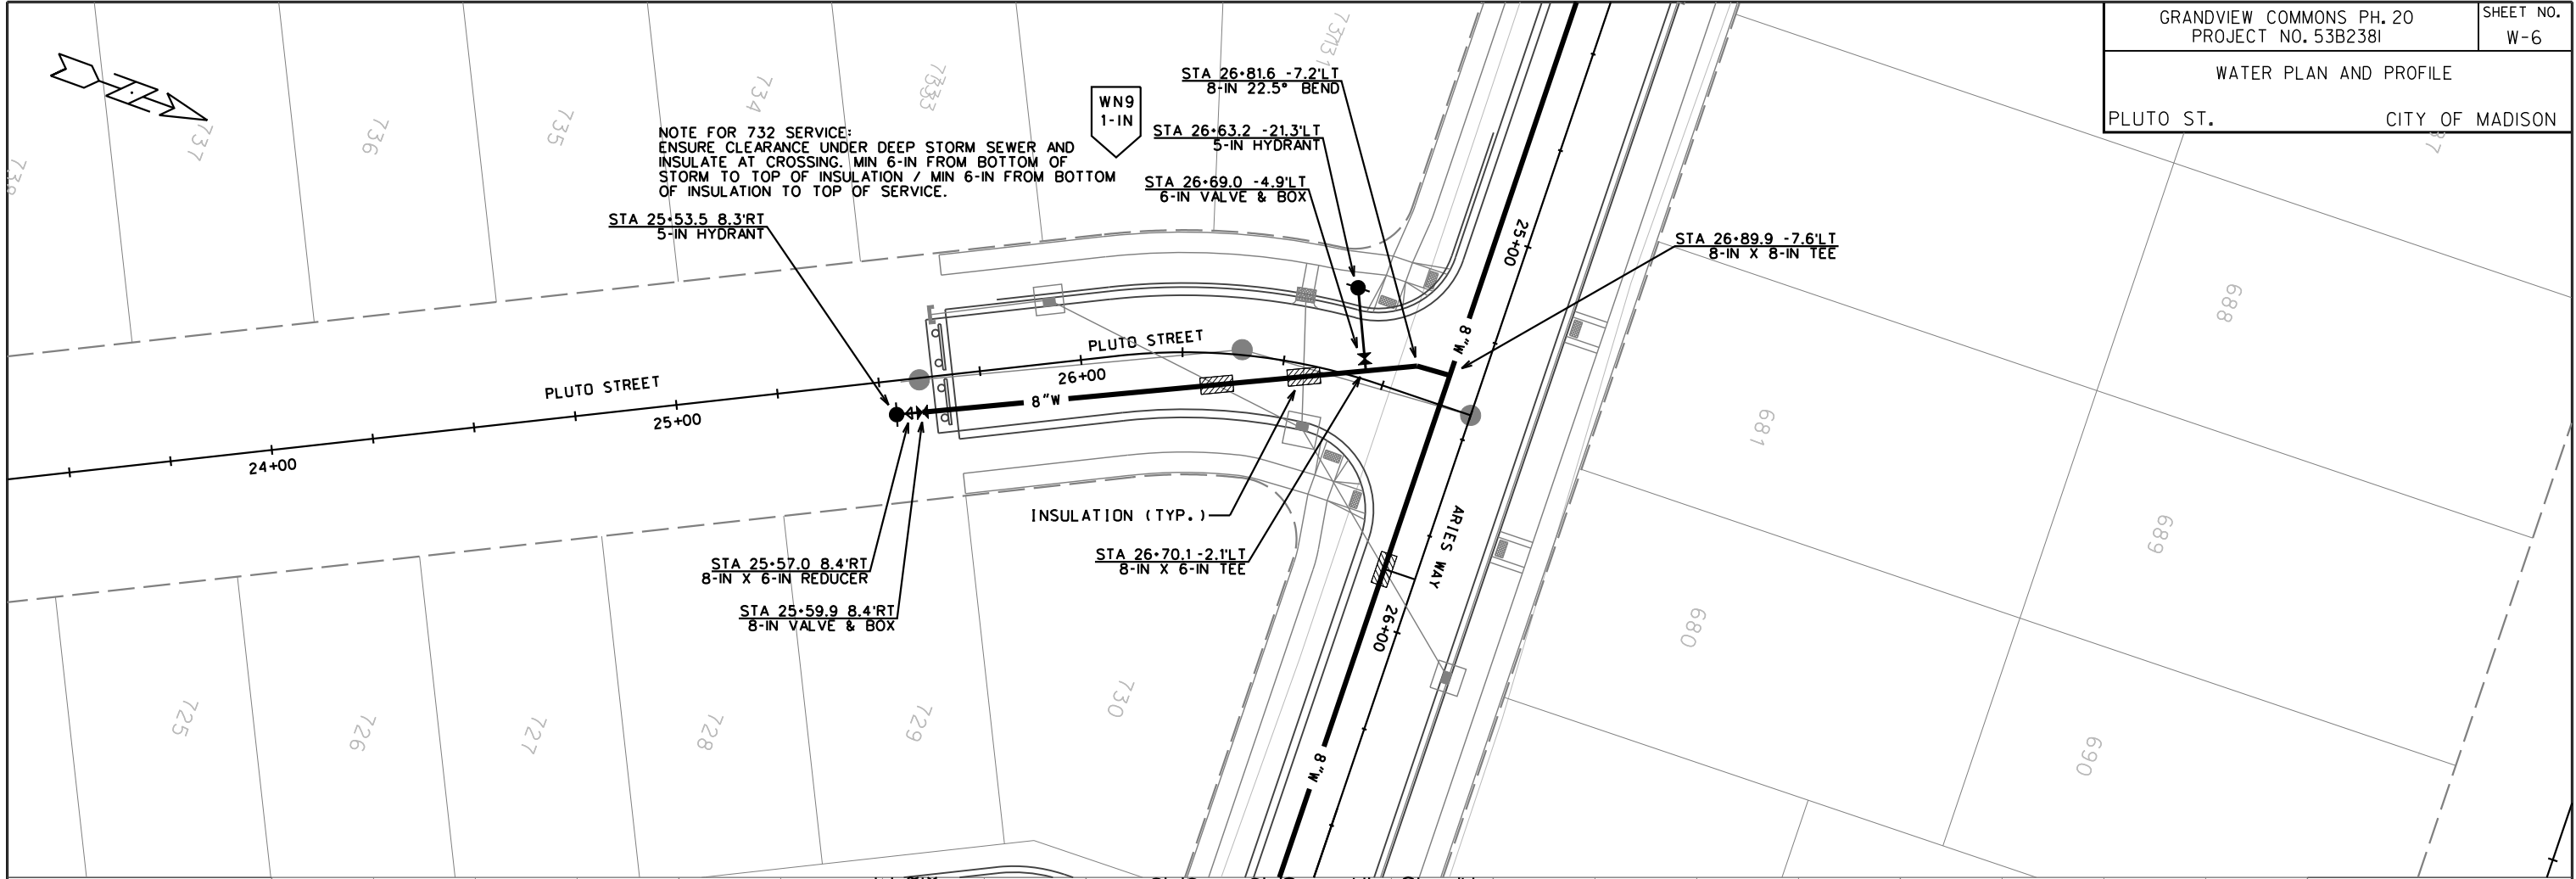 GRANDVIEW COMMONS PH. 20
PROJECT NO. 53B2381
SHEET NO.
W-6
WATER PLAN AND PROFILE
PLUTO ST.
CITY OF MADISON
WN9
1-IN
NOTE FOR 732 SERVICE:
ENSURE CLEARANCE UNDER DEEP STORM SEWER AND
INSULATE AT CROSSING. MIN 6-IN FROM BOTTOM OF
STORM TO TOP OF INSULATION / MIN 6-IN FROM BOTTOM
OF INSULATION TO TOP OF SERVICE.
STA 26+81.6 -7.2'LT
8-IN 22.5° BEND
STA 26+63.2 -21.3'LT
5-IN HYDRANT
STA 26+69.0 -4.9'LT
6-IN VALVE & BOX
STA 25+53.5 8.3'RT
5-IN HYDRANT
STA 26+89.9 -7.6'LT
8-IN X 8-IN TEE
738
737
736
735
734
733
25+00
688
8"W
PLUTO STREET
PLUTO STREET
26+00
8"W
25+00
24+00
681
INSULATION (TYP.)
ARIES WAY
689
STA 26+70.1 -2.1'LT
8-IN X 6-IN TEE
STA 25+57.0 8.4'RT
8-IN X 6-IN REDUCER
STA 25+59.9 8.4'RT
8-IN VALVE & BOX
26+00
680
725
726
727
728
729
730
8"W
690